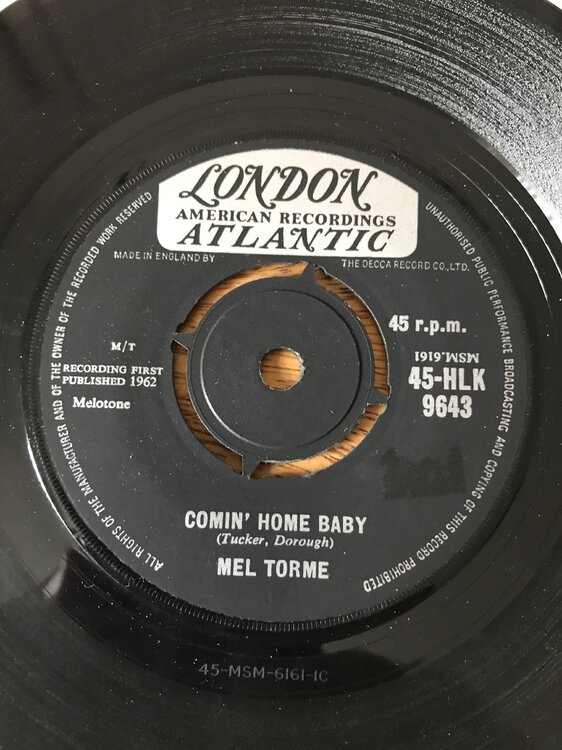 LONDON
AMERICAN RECORDINGS
ATLANTIC
MADE IN ENGLAND BY
THE DECCA RECORD CO., LTD.
ALL RIGHTS OF THE MANUFACTURER AND OF THE OWNER OF THE RECORDED WORK RESERVED
UNAUTHORISED PUBLIC PERFORMANCE BROADCASTING AND COPYING OF THIS RECORD PROHIBITED
45 r.p.m.
M/T
MSM.6161
RECORDING FIRST
PUBLISHED 1962
45-HLK
9643
Melotone
COMIN' HOME BABY
(Tucker, Dorough)
MEL TORME
45-MSM-6161-1C